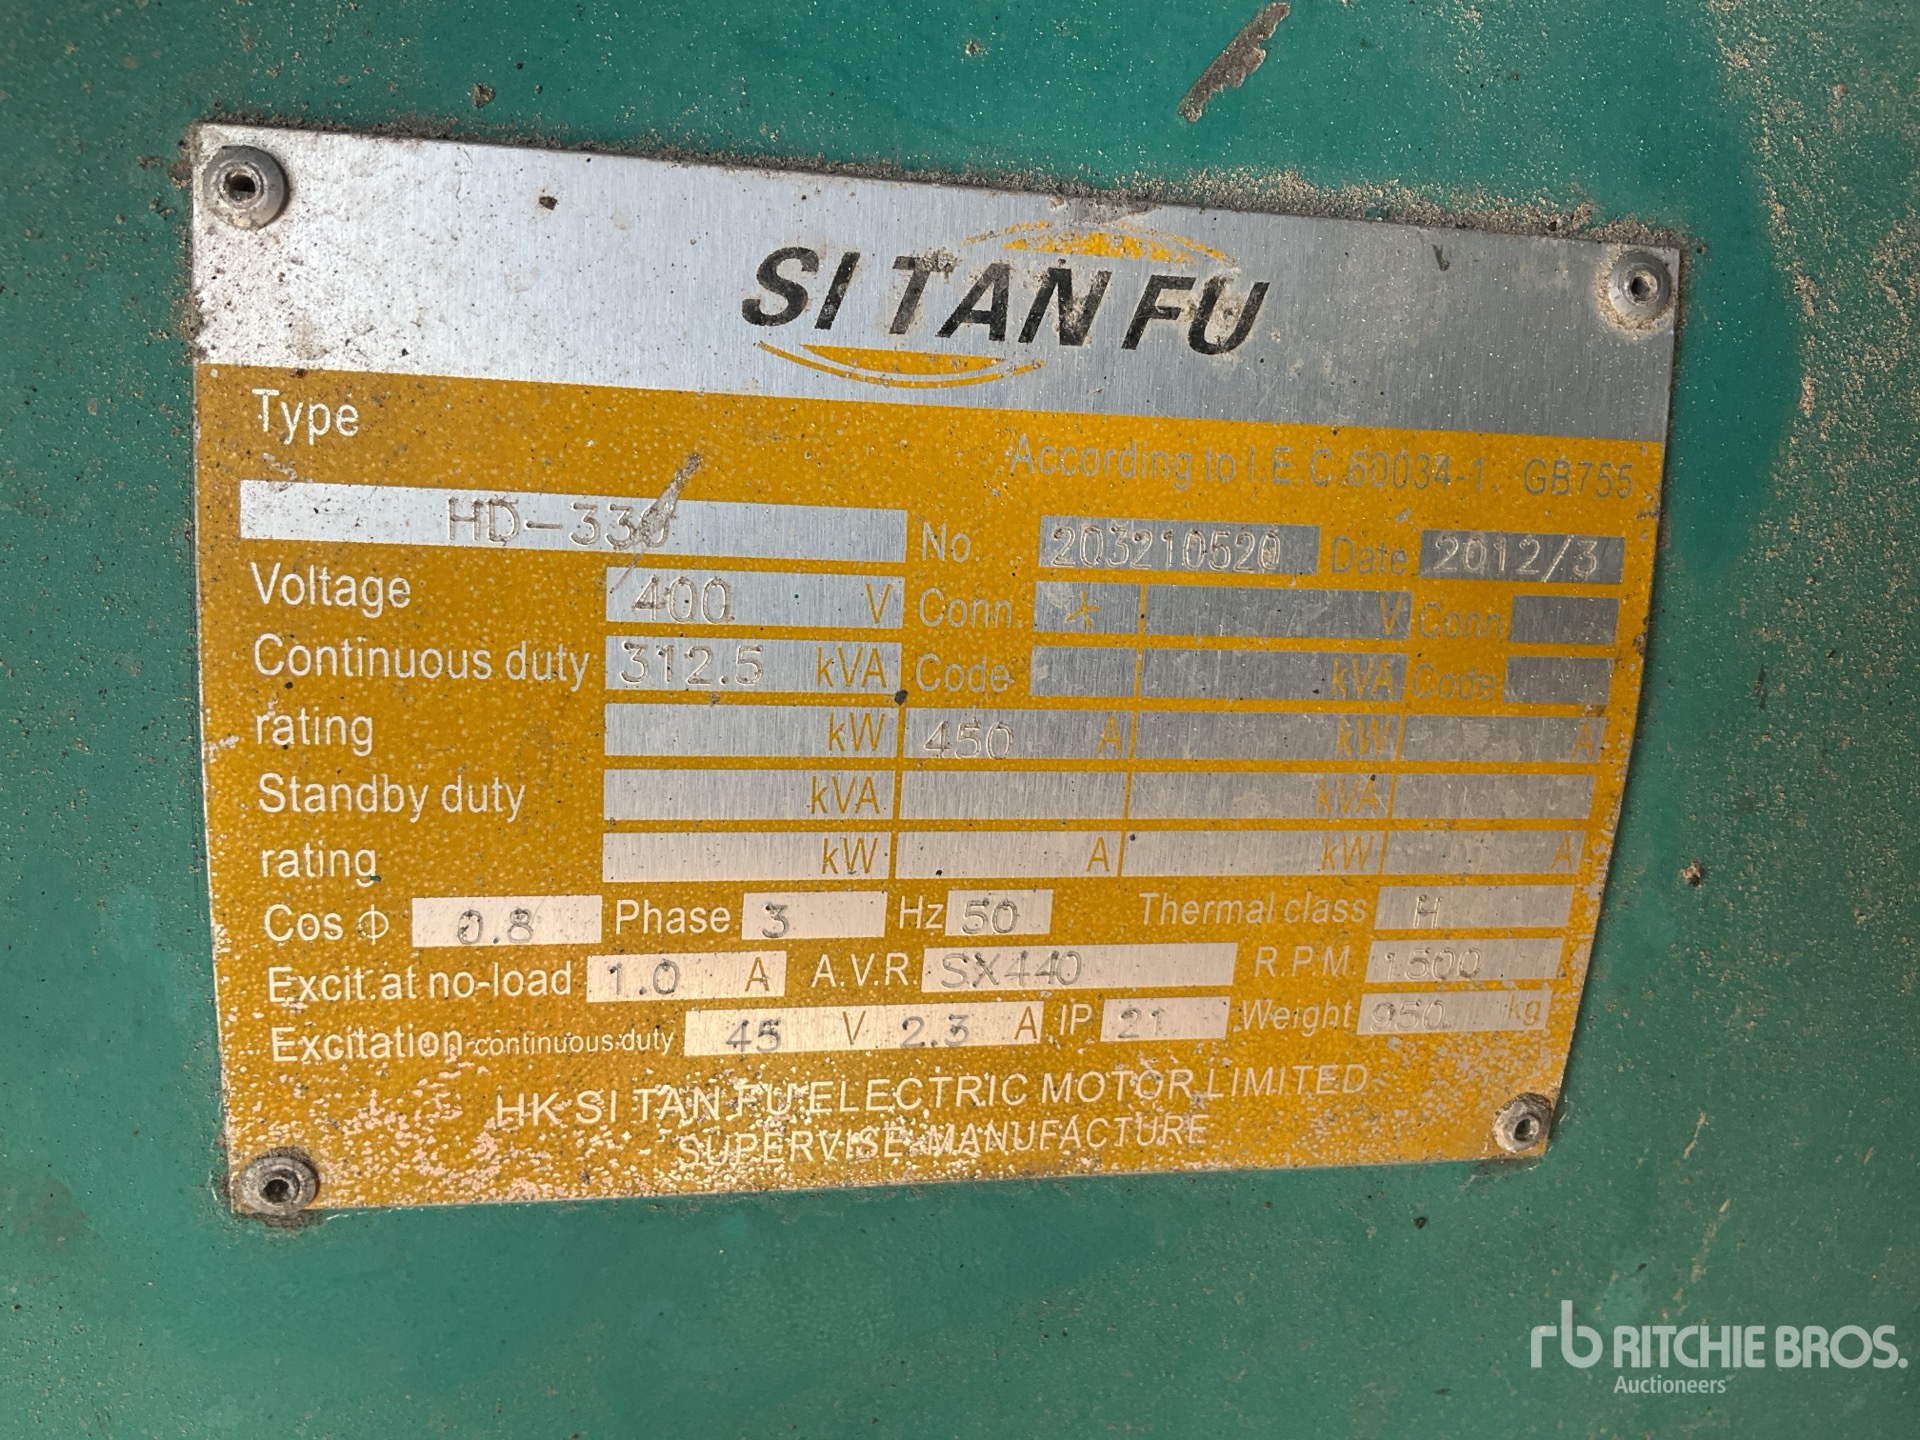 SI TAN FU
Type
According to I.E.C.60034-1. GB755
HD-330 No. 203210520 Date 2012/3
Voltage 400 V Conn. V Conn
Continuous duty 312.5 kVA Code kVA Code
rating kW 450 A kW A
Standby duty kVA kVA
rating kW A kW A
Cos Φ 0.8 Phase 3 Hz 50 Thermal class H
Excit.at no-load 1.0 A A.V.R SX440 R.P.M 1500
Excitation-continuous duty 45 V 2.3 A IP 21 Weight 950 kg
HK SI TAN FU ELECTRIC MOTOR LIMITED
SUPERVISE MANUFACTURE
rb RITCHIE BROS.
Auctioneers